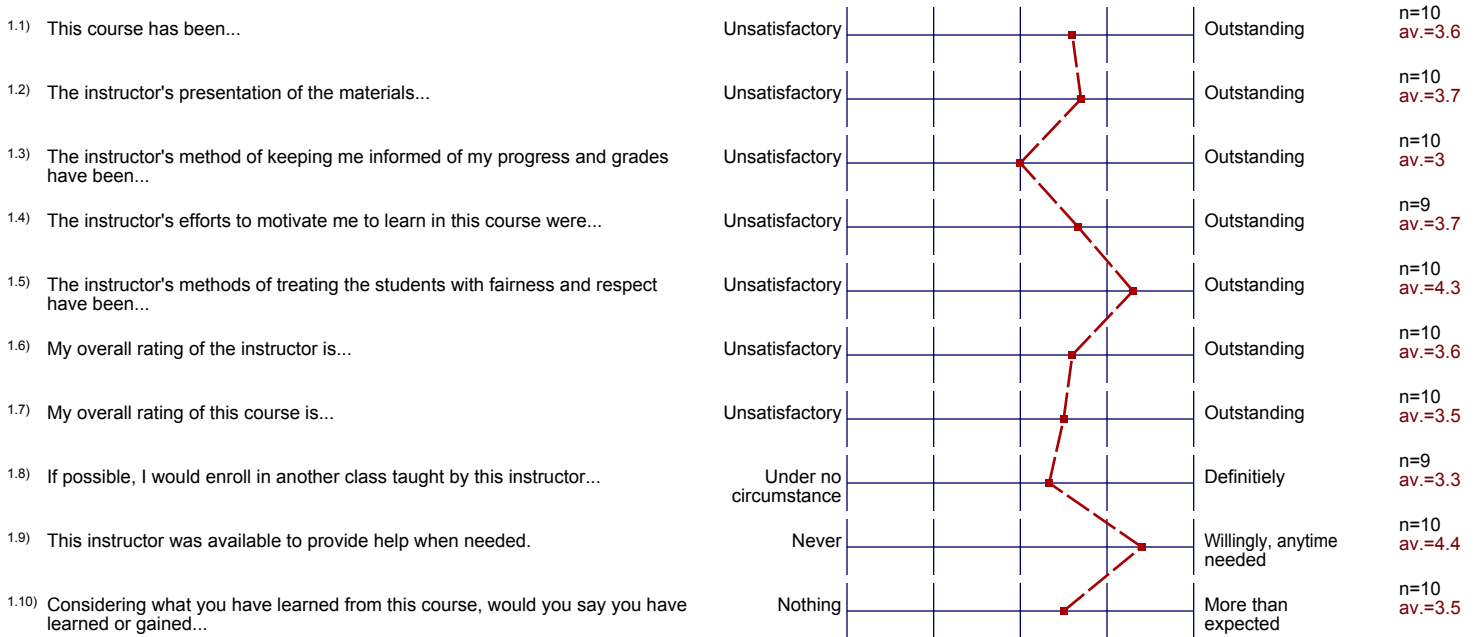 1.1) This course has been... Unsatisfactory Outstanding n=10 av.=3.6
1.2) The instructor's presentation of the materials... Unsatisfactory Outstanding n=10 av.=3.7
1.3) The instructor's method of keeping me informed of my progress and grades have been... Unsatisfactory Outstanding n=10 av.=3
1.4) The instructor's efforts to motivate me to learn in this course were... Unsatisfactory Outstanding n=9 av.=3.7
1.5) The instructor's methods of treating the students with fairness and respect have been... Unsatisfactory Outstanding n=10 av.=4.3
1.6) My overall rating of the instructor is... Unsatisfactory Outstanding n=10 av.=3.6
1.7) My overall rating of this course is... Unsatisfactory Outstanding n=10 av.=3.5
1.8) If possible, I would enroll in another class taught by this instructor... Under no circumstance Definitiely n=9 av.=3.3
1.9) This instructor was available to provide help when needed. Never Willingly, anytime needed n=10 av.=4.4
1.10) Considering what you have learned from this course, would you say you have learned or gained... Nothing More than expected n=10 av.=3.5